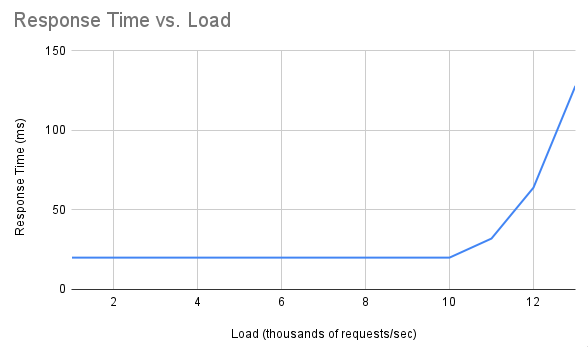 Response Time vs. Load
150
100
50
0
Response Time (ms)
2 4 6 8 10 12
Load (thousands of requests/sec)